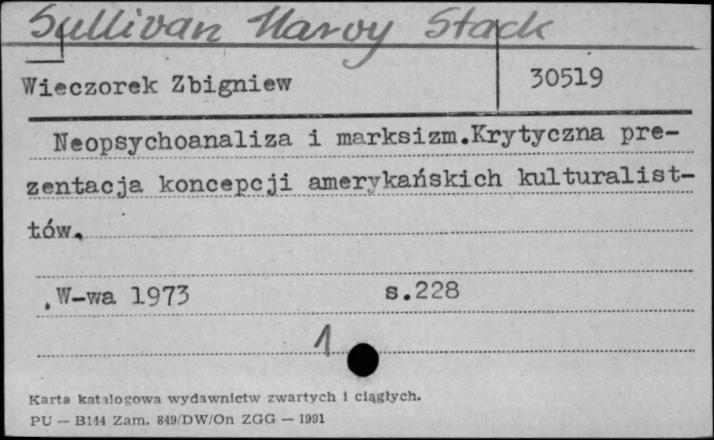 Sullivan Harvy Stack
Wieczorek Zbigniew 30519
Neopsychoanaliza i marksizm.Krytyczna pre-
zentacja koncepcji amerykańskich kulturalist-
tów.
W-wa 1973 s.228
1
Karta katalogowa wydawnictw zwartych i ciągłych.
PU — B144 Zam. 849/DW/On ZGG — 1991